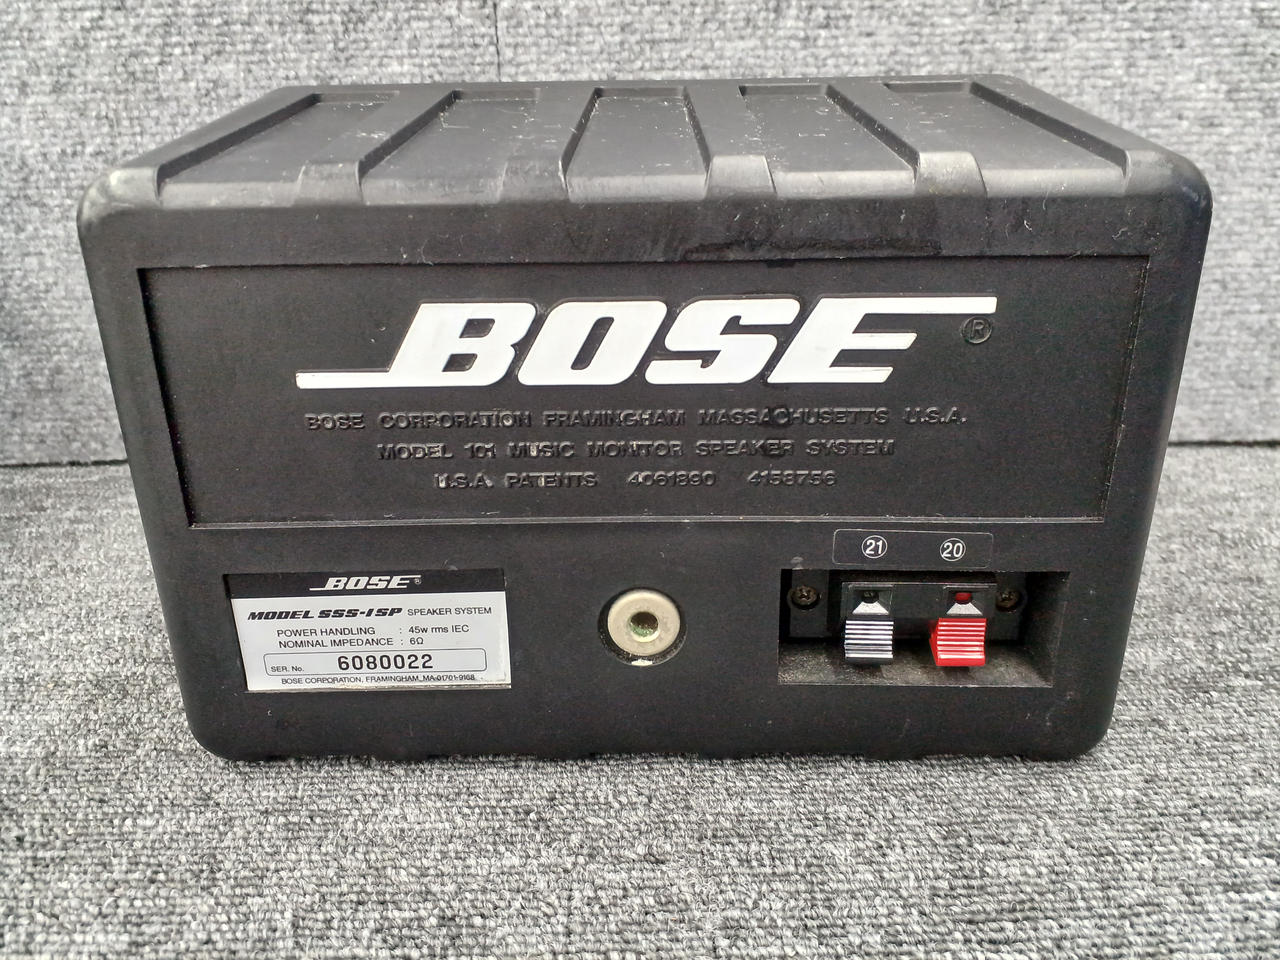 BOSE®
BOSE CORPORATION FRAMINGHAM MASSACHUSETTS U.S.A.
MODEL 101 MUSIC MONITOR SPEAKER SYSTEM
U.S.A. PATENTS 4061890 4158756
21 20
BOSE®
MODEL SSS-1SP SPEAKER SYSTEM
POWER HANDLING : 45w rms IEC
NOMINAL IMPEDANCE : 6Ω
SER. No. 6080022
BOSE CORPORATION, FRAMINGHAM, MA 01701-9168